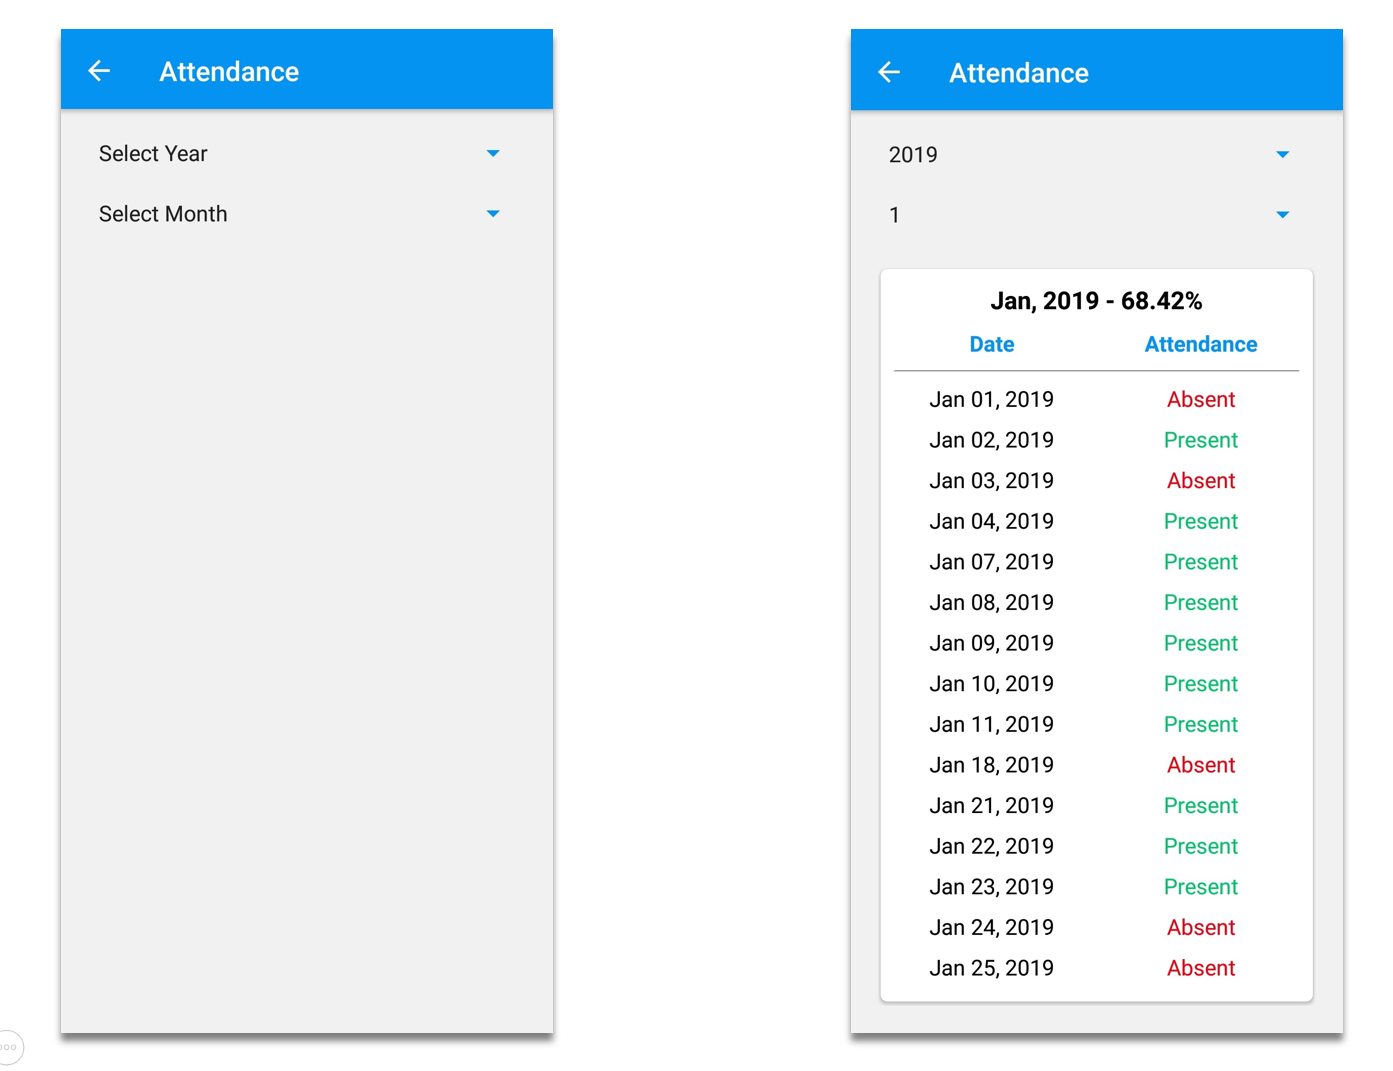 Attendance
Select Year
Select Month
Attendance
2019
1
Jan, 2019 - 68.42%
Date Attendance
Jan 01, 2019 Absent
Jan 02, 2019 Present
Jan 03, 2019 Absent
Jan 04, 2019 Present
Jan 07, 2019 Present
Jan 08, 2019 Present
Jan 09, 2019 Present
Jan 10, 2019 Present
Jan 11, 2019 Present
Jan 18, 2019 Absent
Jan 21, 2019 Present
Jan 22, 2019 Present
Jan 23, 2019 Present
Jan 24, 2019 Absent
Jan 25, 2019 Absent